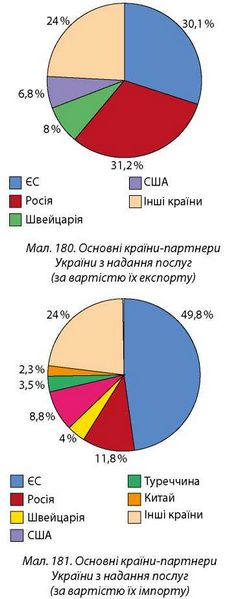 24 %
30,1%
6,8%
8%
31,2%
ЄС
США
Росія
Інші країни
Швейцарія
Мал. 180. Основні країни-партнери
України з надання послуг
(за вартістю їх експорту)
24 %
49,8%
2,3%
3,5%
8,8%
4%
11,8%
ЄС
Туреччина
Росія
Китай
Швейцарія
Інші країни
США
Мал. 181. Основні країни-партнери
України з надання послуг
(за вартістю їх імпорту)